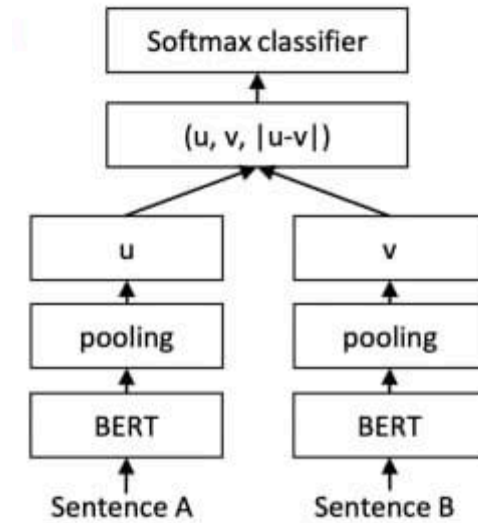 Softmax classifier
(u, v, |u-v|)
u v
pooling pooling
BERT BERT
Sentence A Sentence B